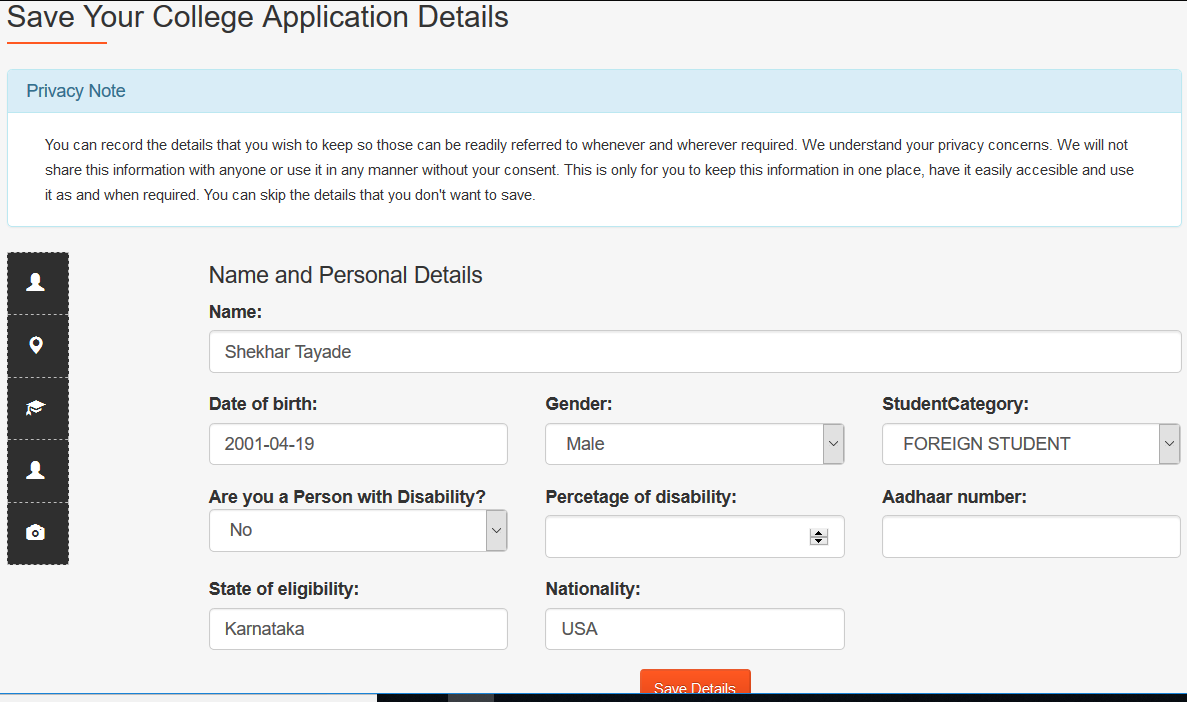 Save Your College Application Details
Privacy Note
You can record the details that you wish to keep so those can be readily referred to whenever and wherever required. We understand your privacy concerns. We will not
share this information with anyone or use it in any manner without your consent. This is only for you to keep this information in one place, have it easily accesible and use
it as and when required. You can skip the details that you don't want to save.
Name and Personal Details
Name:
Shekhar Tayade
Date of birth: Gender: StudentCategory:
2001-04-19 Male FOREIGN STUDENT
Are you a Person with Disability? Percetage of disability: Aadhaar number:
No
State of eligibility: Nationality:
Karnataka USA
Save Details